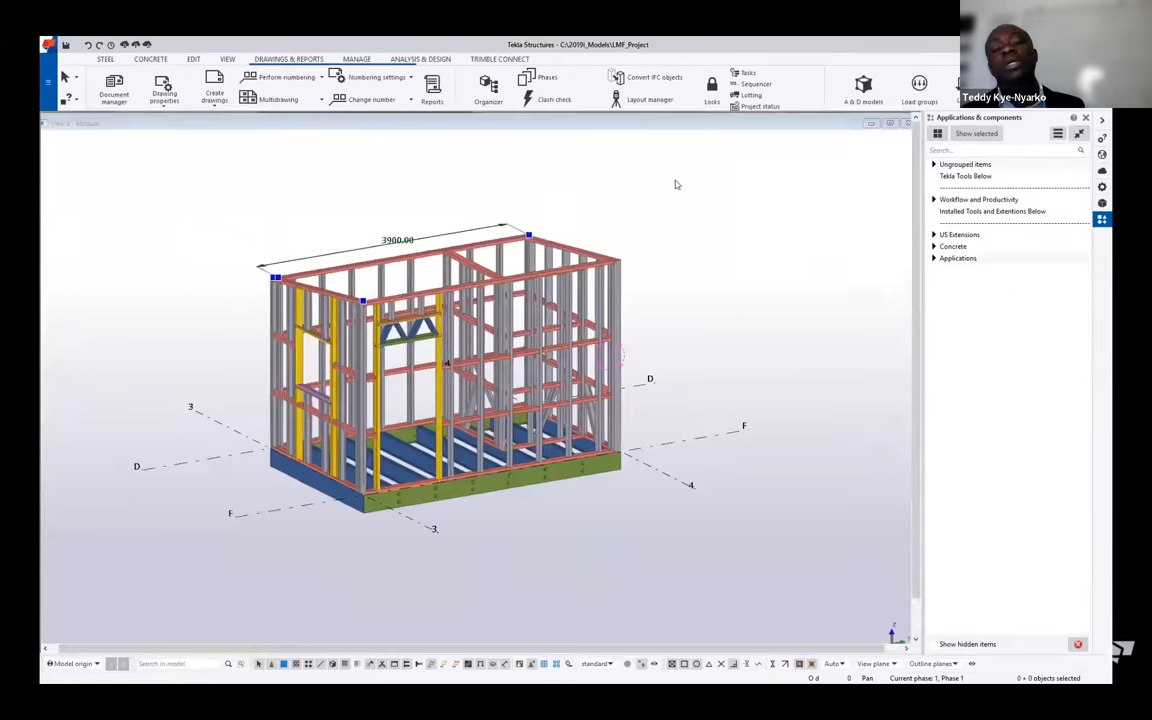 Tekla Structures - C:\2019i_Models\LMF_Project
STEEL CONCRETE EDIT VIEW DRAWINGS & REPORTS MANAGE ANALYSIS & DESIGN TRIMBLE CONNECT
Document manager
Drawing properties
Create drawings
Perform numbering
Numbering settings
Multidrawing
Change number
Reports
Organizer
Phases
Clash check
Convert IFC objects
Layout manager
Locks
Tasks
Sequencer
Lotting
Project status
A & D models
Load groups
Teddy Kye-Nyarko
Applications & components
Show selected
Search...
Ungrouped items
Tekla Tools Below
Workflow and Productivity
Installed Tools and Extentions Below
US Extensions
Concrete
Applications
3900.00
3
D
D
F
F
4
3
Show hidden items
Model origin
Search in model
standard
Auto
View plane
Outline planes
z
O d
0
Pan
Current phase: 1, Phase 1
0 + 0 objects selected